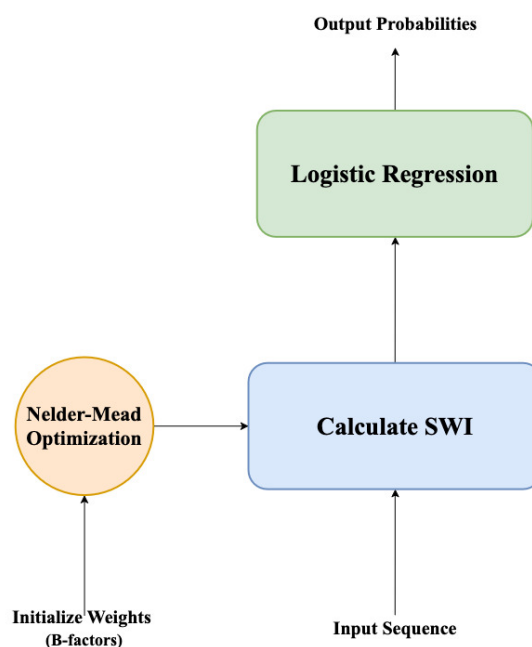 Output Probabilities
Logistic Regression
Nelder-Mead
Optimization
Calculate SWI
Initialize Weights
(B-factors)
Input Sequence